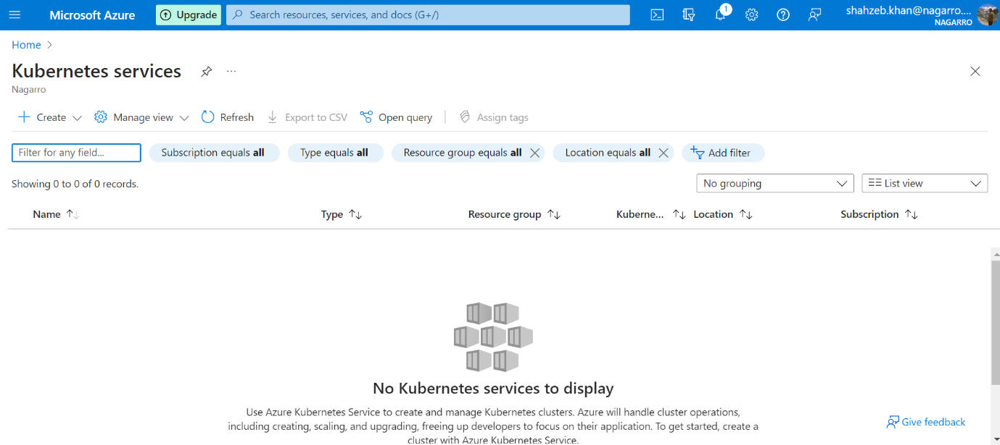 Microsoft Azure
Upgrade
Search resources, services, and docs (G+/)
1
shahzeb.khan@nagarro....
NAGARRO
Home
Kubernetes services
...
Nagarro
Create
Manage view
Refresh
Export to CSV
Open query
Assign tags
Filter for any field...
Subscription equals all
Type equals all
Resource group equals all
Location equals all
Add filter
Showing 0 to 0 of 0 records.
No grouping
List view
Name
Type
Resource group
Kuberne...
Location
Subscription
No Kubernetes services to display
Use Azure Kubernetes Service to create and manage Kubernetes clusters. Azure will handle cluster operations,
including creating, scaling, and upgrading, freeing up developers to focus on their application. To get started, create a
cluster with Azure Kubernetes Service.
Give feedback